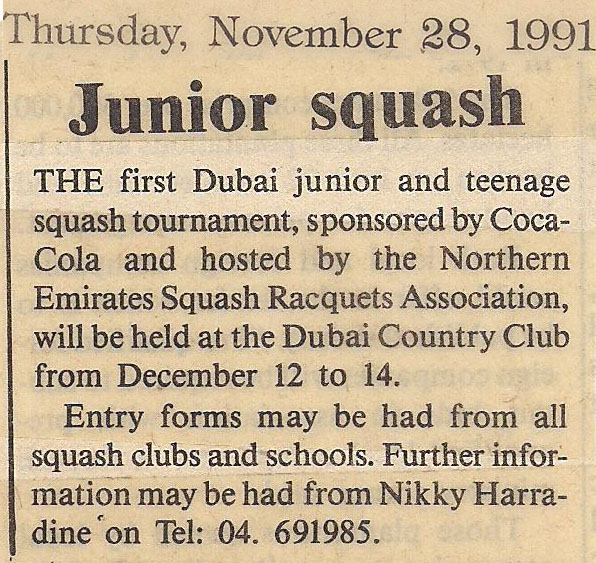 Thursday, November 28, 1991
Junior squash
THE first Dubai junior and teenage
squash tournament, sponsored by Coca-
Cola and hosted by the Northern
Emirates Squash Racquets Association,
will be held at the Dubai Country Club
from December 12 to 14.
Entry forms may be had from all
squash clubs and schools. Further infor-
mation may be had from Nikky Harra-
dine on Tel: 04. 691985.